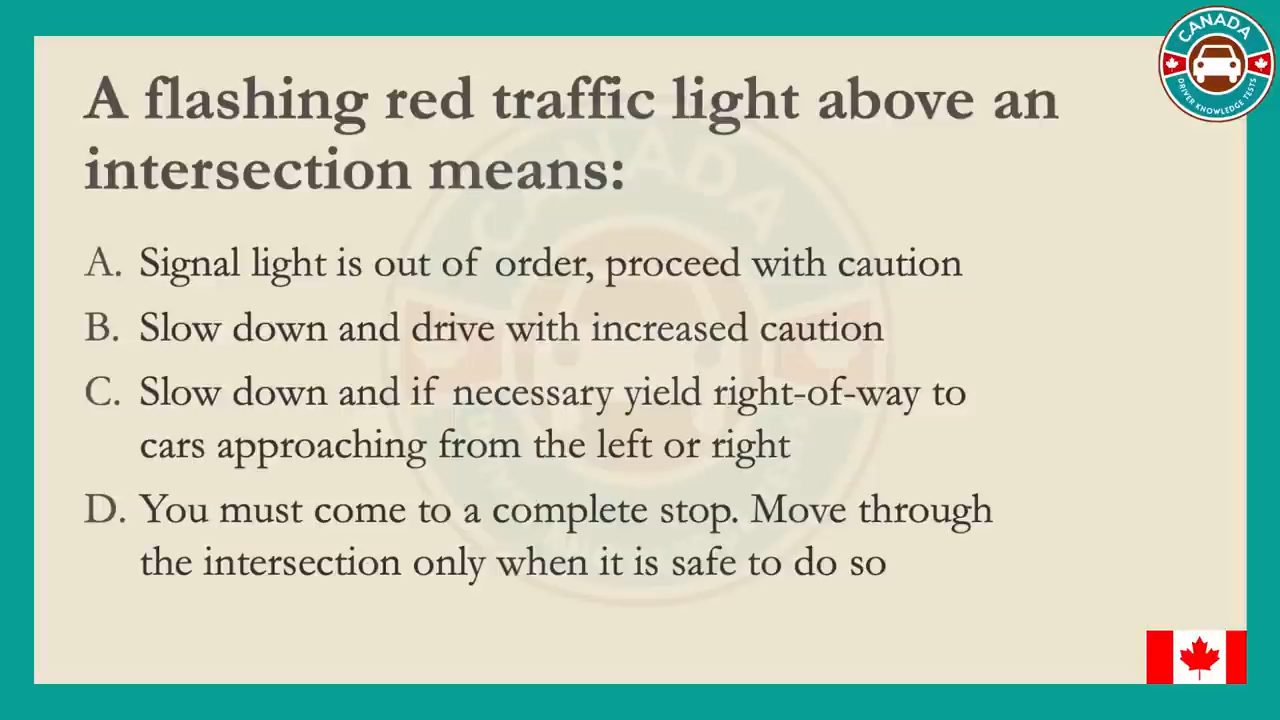 CANADA
DRIVER KNOWLEDGE TESTS
A flashing red traffic light above an
intersection means:
A. Signal light is out of order, proceed with caution
B. Slow down and drive with increased caution
C. Slow down and if necessary yield right-of-way to
cars approaching from the left or right
D. You must come to a complete stop. Move through
the intersection only when it is safe to do so